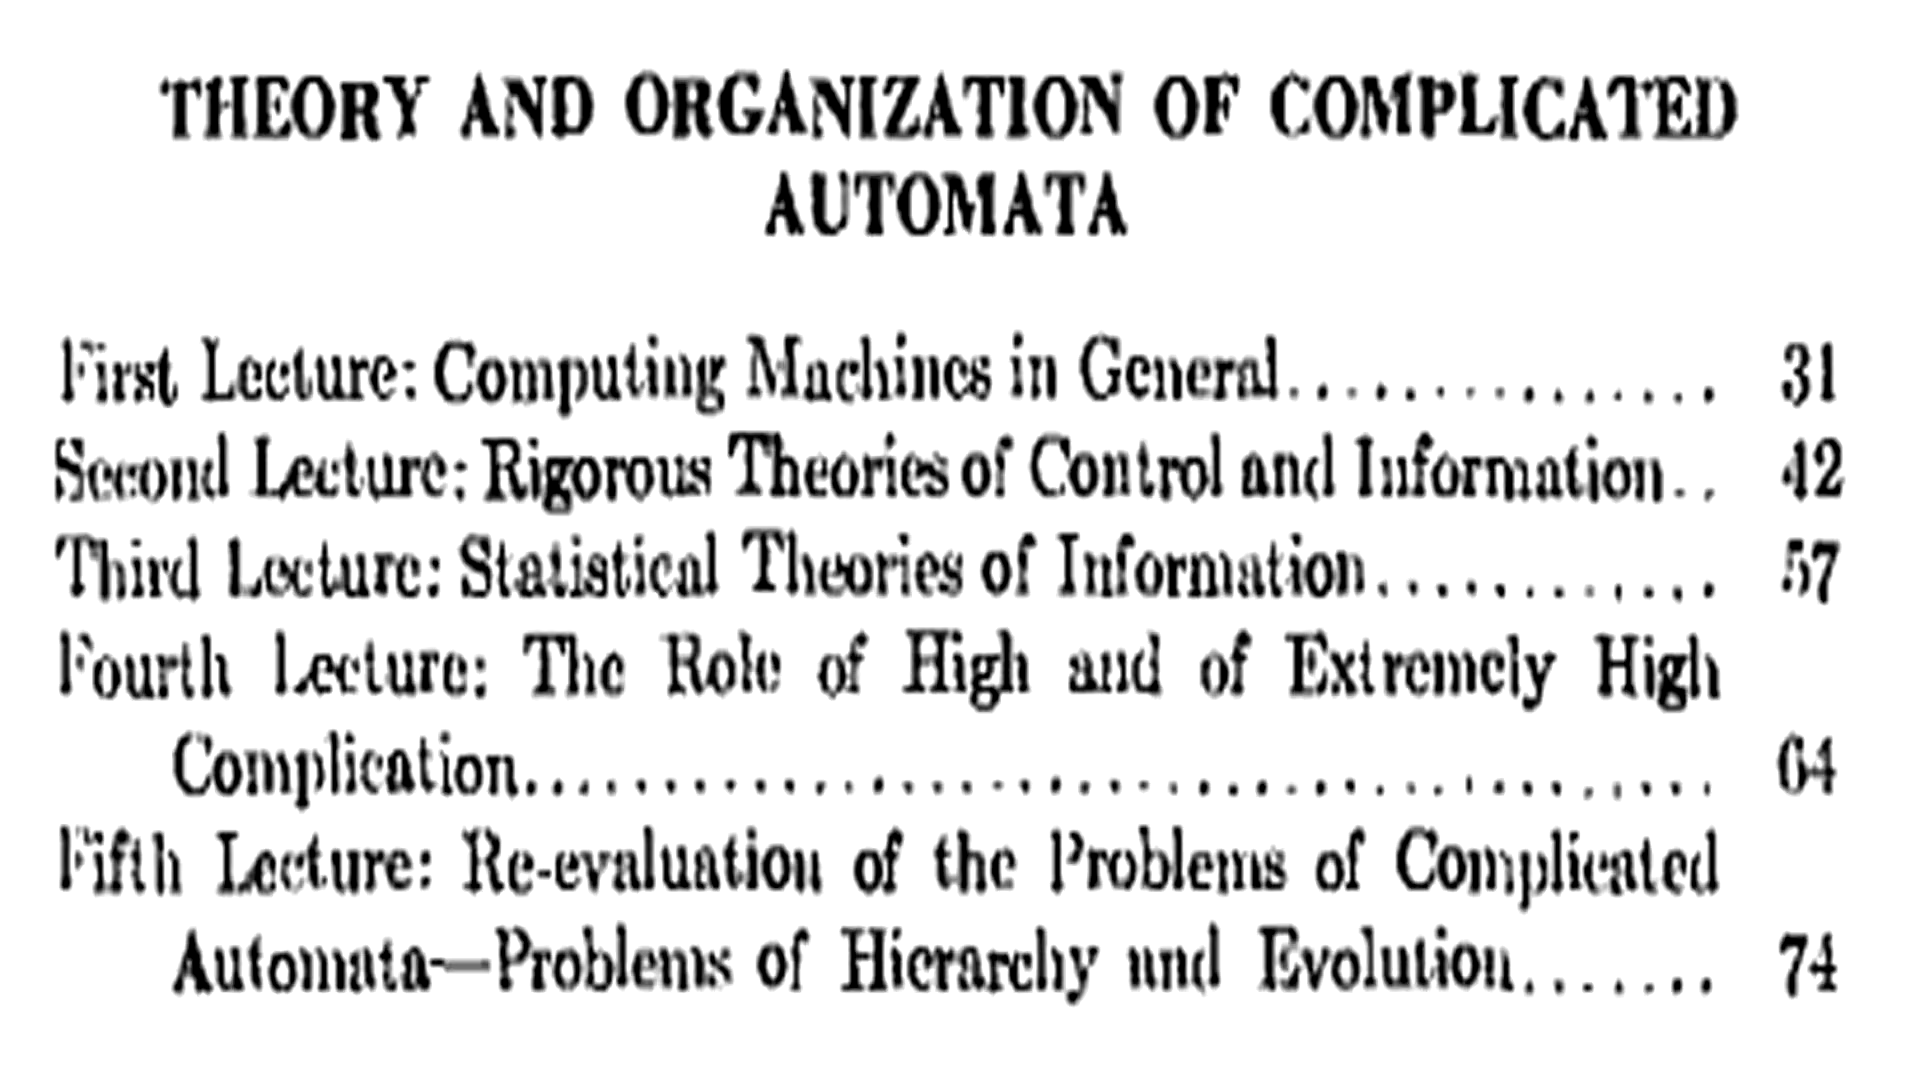 THEORY AND ORGANIZATION OF COMPLICATED
AUTOMATA
First Lecture: Computing Machines in General............... 31
Second Lecture: Rigorous Theories of Control and Information.. 42
Third Lecture: Statistical Theories of Information............ 57
Fourth Lecture: The Role of High and of Extremely High
Complication......................................... 64
Fifth Lecture: Re-evaluation of the Problems of Complicated
Automata—Problems of Hierarchy and Evolution....... 74